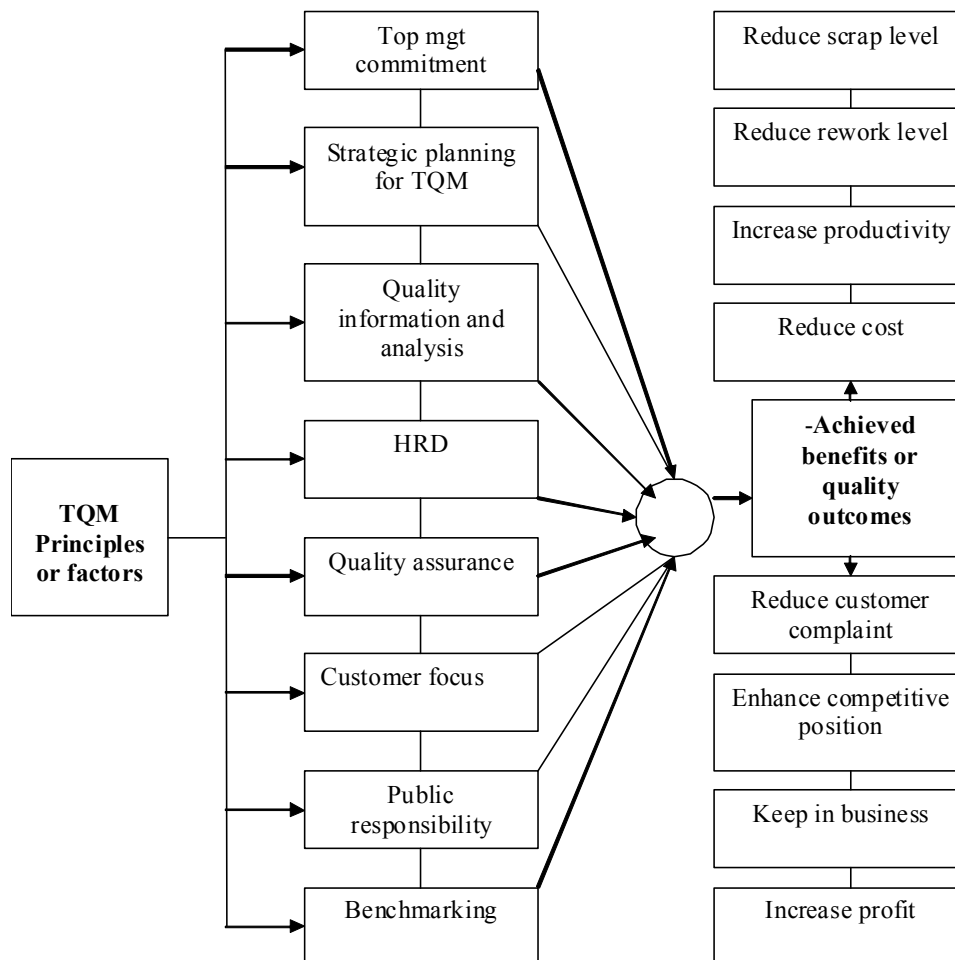 TQM
Principles
or factors
Top mgt
commitment
Strategic planning
for TQM
Quality
information and
analysis
HRD
Quality assurance
Customer focus
Public
responsibility
Benchmarking
Reduce scrap level
Reduce rework level
Increase productivity
Reduce cost
-Achieved
benefits or
quality
outcomes
Reduce customer
complaint
Enhance competitive
position
Keep in business
Increase profit